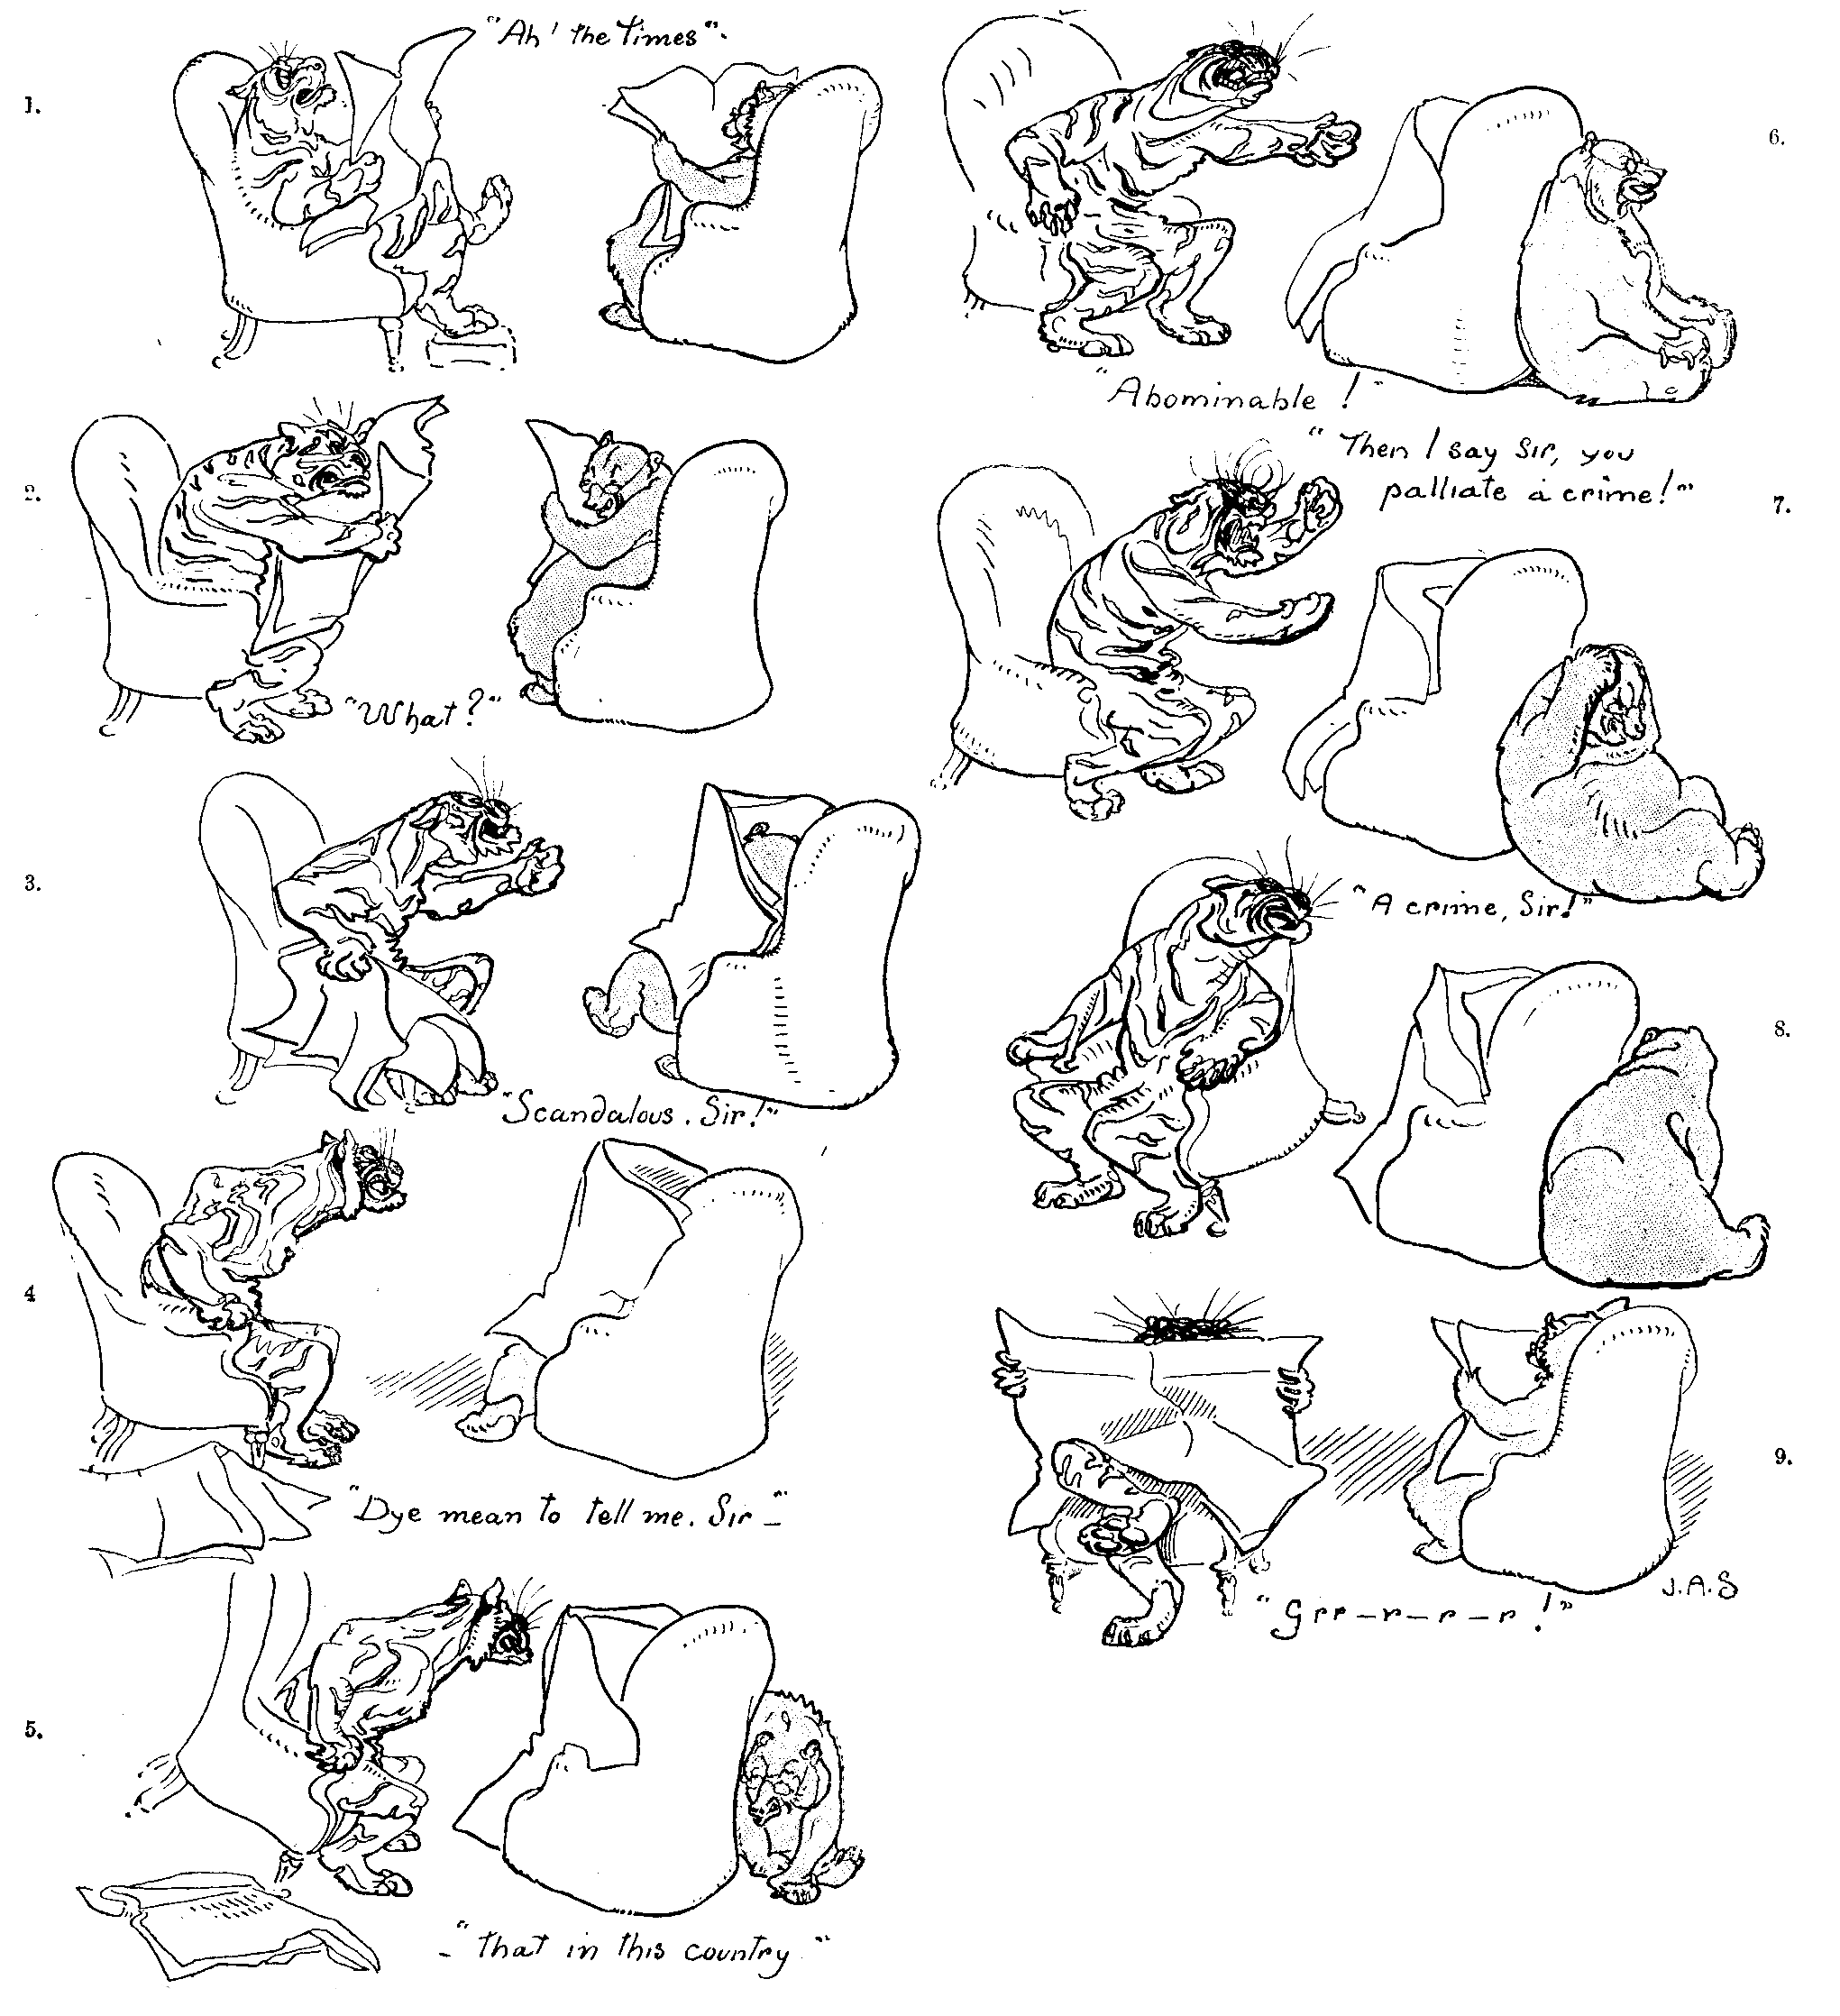 1.
"Ah! the Times".
2.
"What?"
3.
"Scandalous. Sir!"
4
"Dye mean to tell me. Sir –"
5.
– "that in this country."
6.
"Abominable !"
"Then I say Sir, you
palliate a crime!"
7.
"A crime, Sir!"
8.
9.
"Grr–r–r–r !"
J.A.S